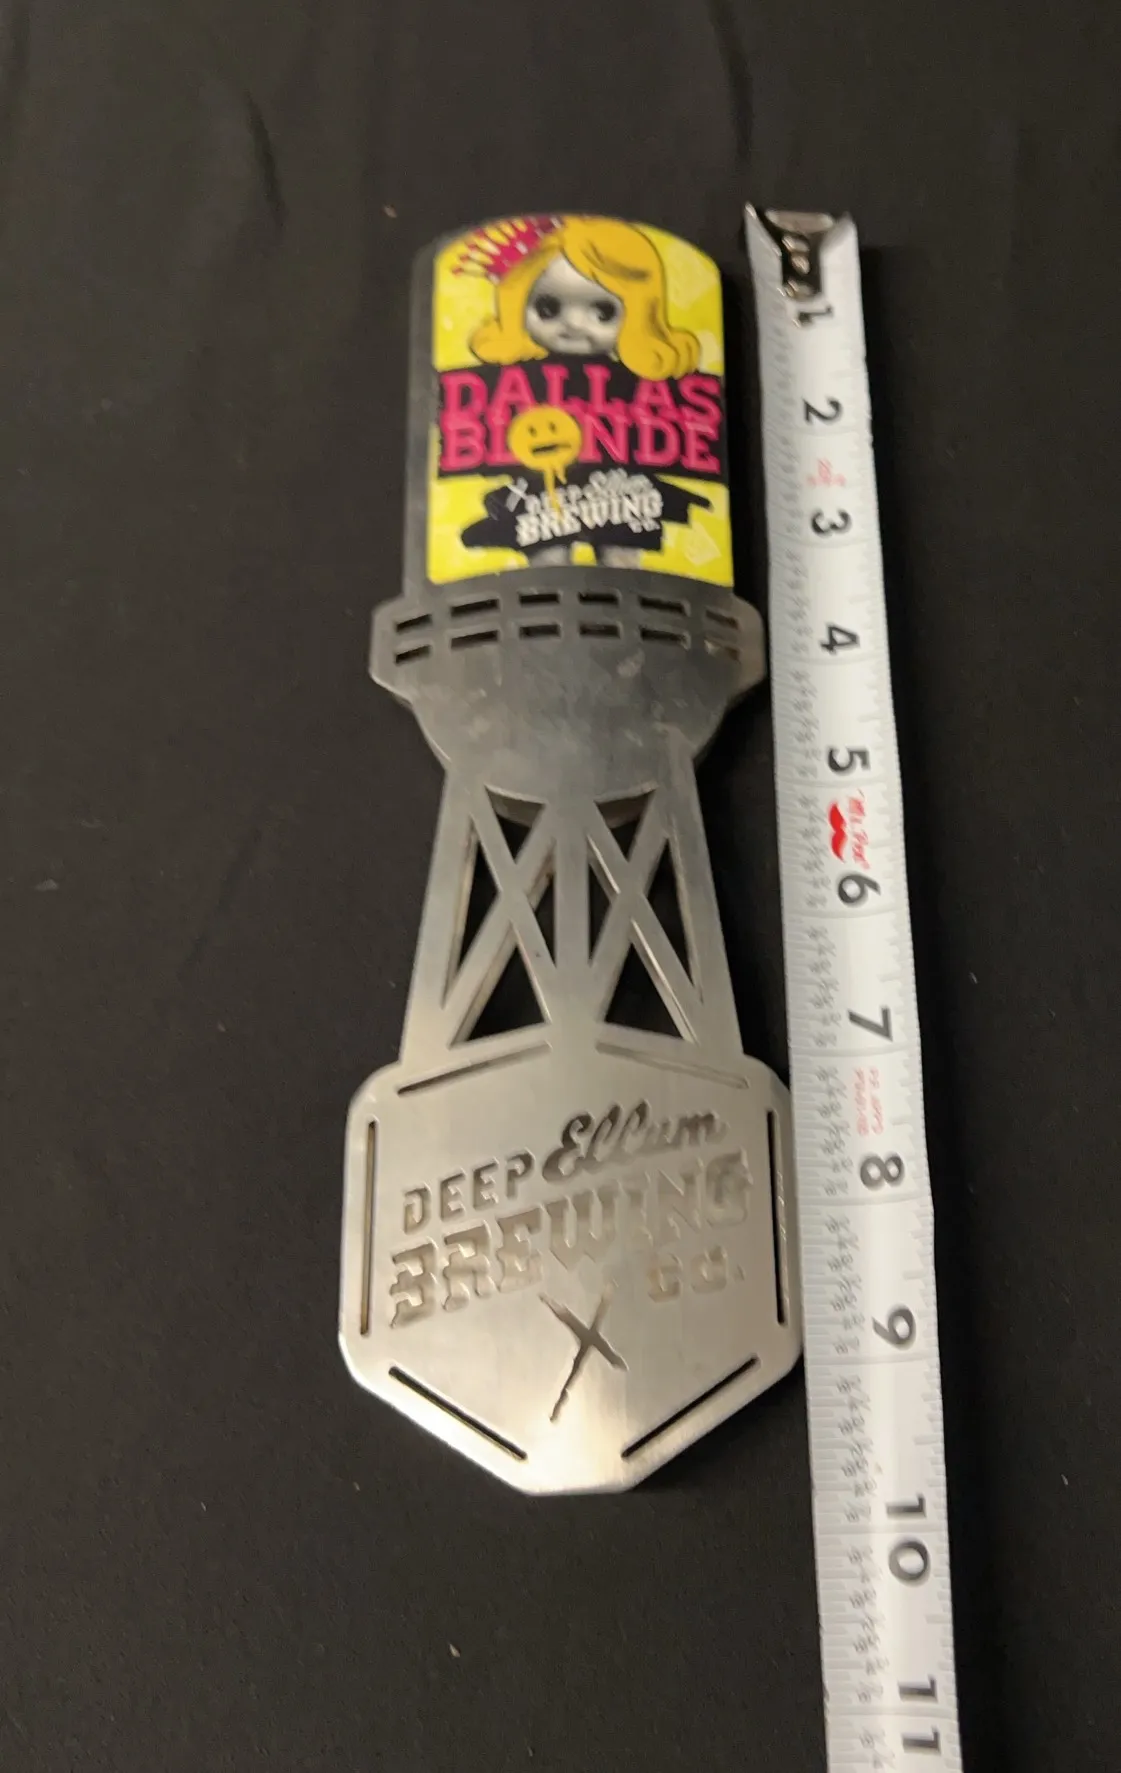 DALLAS
BLONDE
DEEP Ellum
BREWING
CO.
DEEP Ellum
BREWING
CO.
1
2
3
4
5
6
7
8
9
10
11